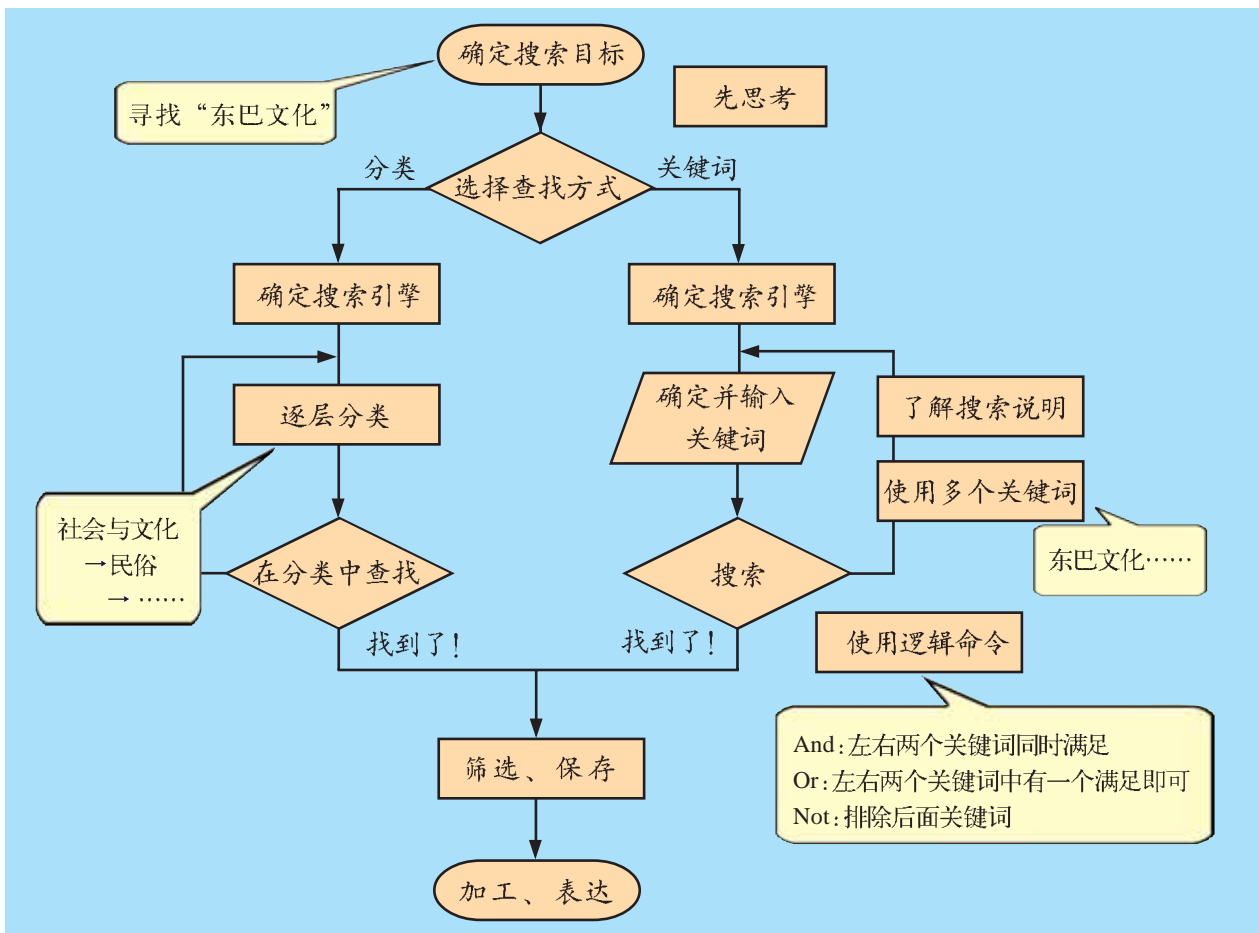 确定搜索目标
寻找“东巴文化”
先思考
分类
关键词
选择查找方式
确定搜索引擎
确定搜索引擎
逐层分类
确定并输入
关键词
了解搜索说明
使用多个关键词
社会与文化
→民俗
→ ……
在分类中查找
搜索
东巴文化……
找到了!
找到了!
使用逻辑命令
筛选、保存
And:左右两个关键词同时满足
Or:左右两个关键词中有一个满足即可
Not:排除后面关键词
加工、表达